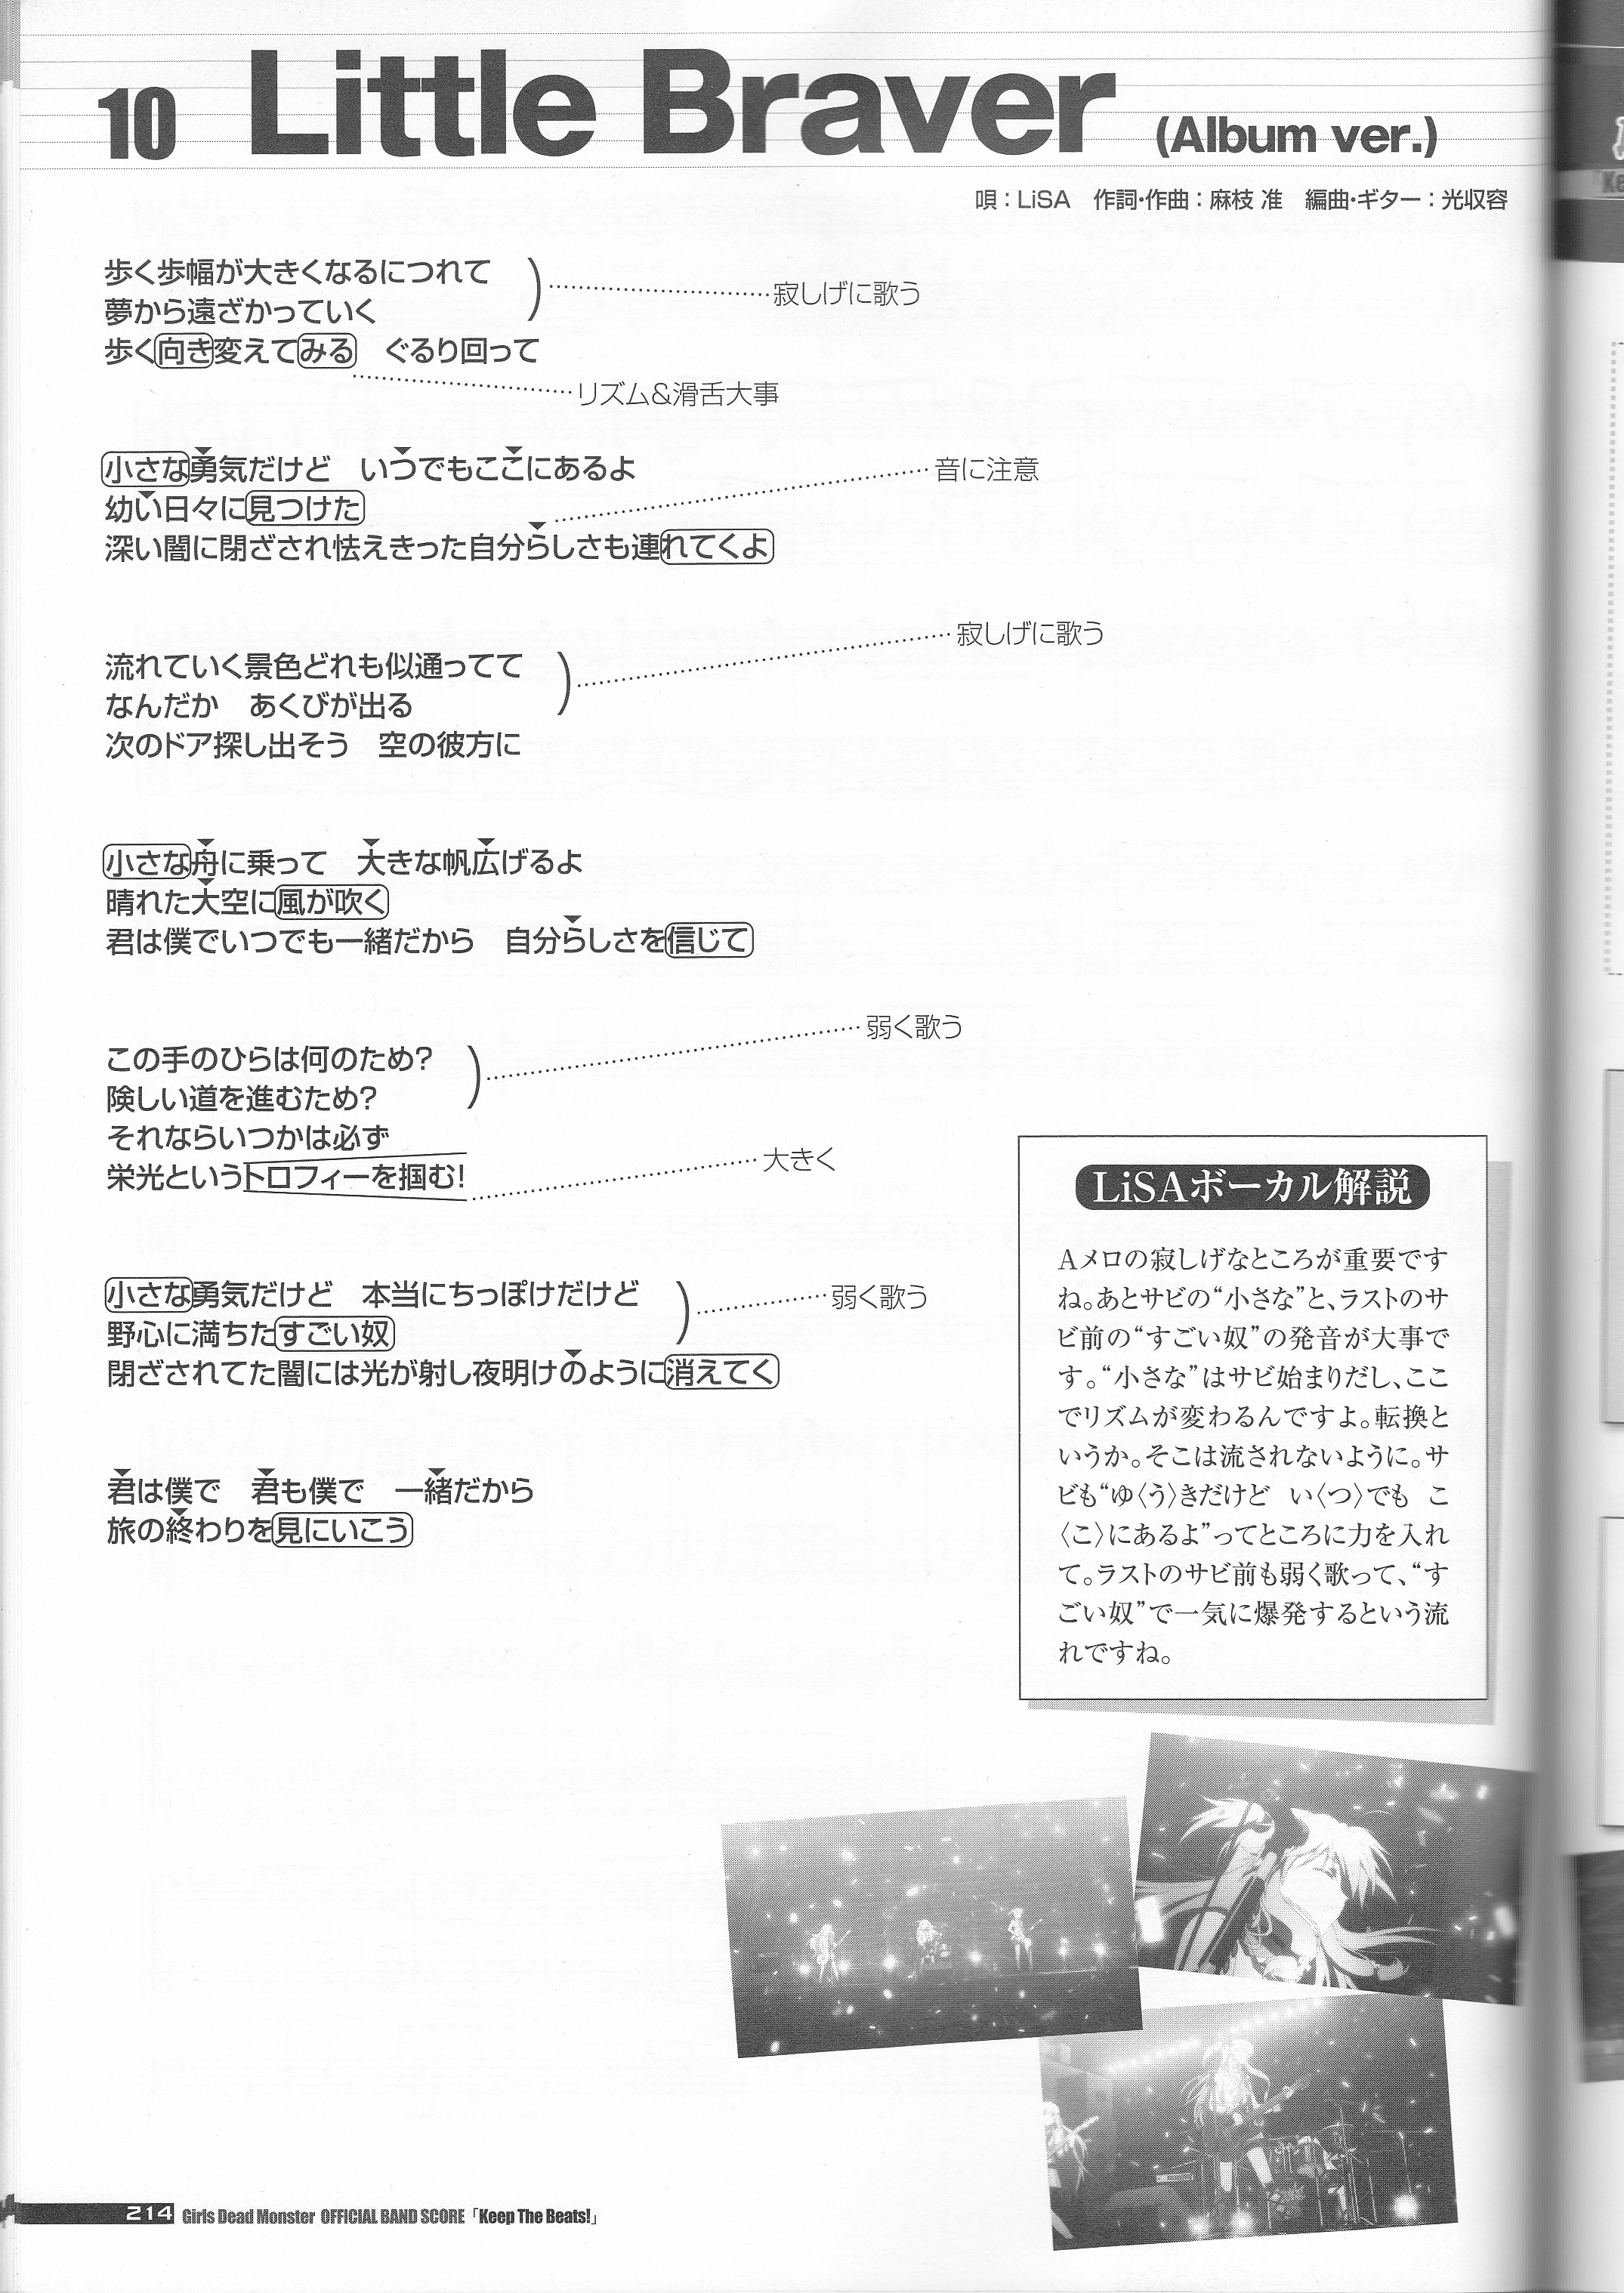 10 Little Braver (Album ver.)
唄：LiSA　作詞・作曲：麻枝 准　編曲・ギター：光収容
歩く歩幅が大きくなるにつれて
夢から遠ざかっていく
寂しげに歌う
歩く向き変えてみる　ぐるり回って
リズム&滑舌大事
小さな勇気だけど　いつでもここにあるよ
音に注意
幼い日々に見つけた
深い闇に閉ざされ怯えきった自分らしさも連れてくよ
寂しげに歌う
流れていく景色どれも似通ってて
なんだか　あくびが出る
次のドア探し出そう　空の彼方に
小さな舟に乗って　大きな帆広げるよ
晴れた大空に風が吹く
君は僕でいつでも一緒だから　自分らしさを信じて
弱く歌う
この手のひらは何のため？
険しい道を進むため？
それならいつかは必ず
栄光というトロフィーを掴む！
大きく
小さな勇気だけど　本当にちっぽけだけど
弱く歌う
野心に満ちたすごい奴
閉ざされてた闇には光が射し夜明けのように消えてく
君は僕で　君も僕で　一緒だから
旅の終わりを見にいこう
LiSAボーカル解説
Aメロの寂しげなところが重要です
ね。あとサビの“小さな”と、ラストのサ
ビ前の“すごい奴”の発音が大事で
す。“小さな”はサビ始まりだし、ここ
でリズムが変わるんですよ。転換と
いうか。そこは流されないように。サ
ビも“ゆ〈う〉きだけど　い〈つ〉でも　こ
〈こ〉にあるよ”ってところに力を入れ
て。ラストのサビ前も弱く歌って、“す
ごい奴”で一気に爆発するという流
れですね。
214 Girls Dead Monster OFFICIAL BAND SCORE「Keep The Beats!」